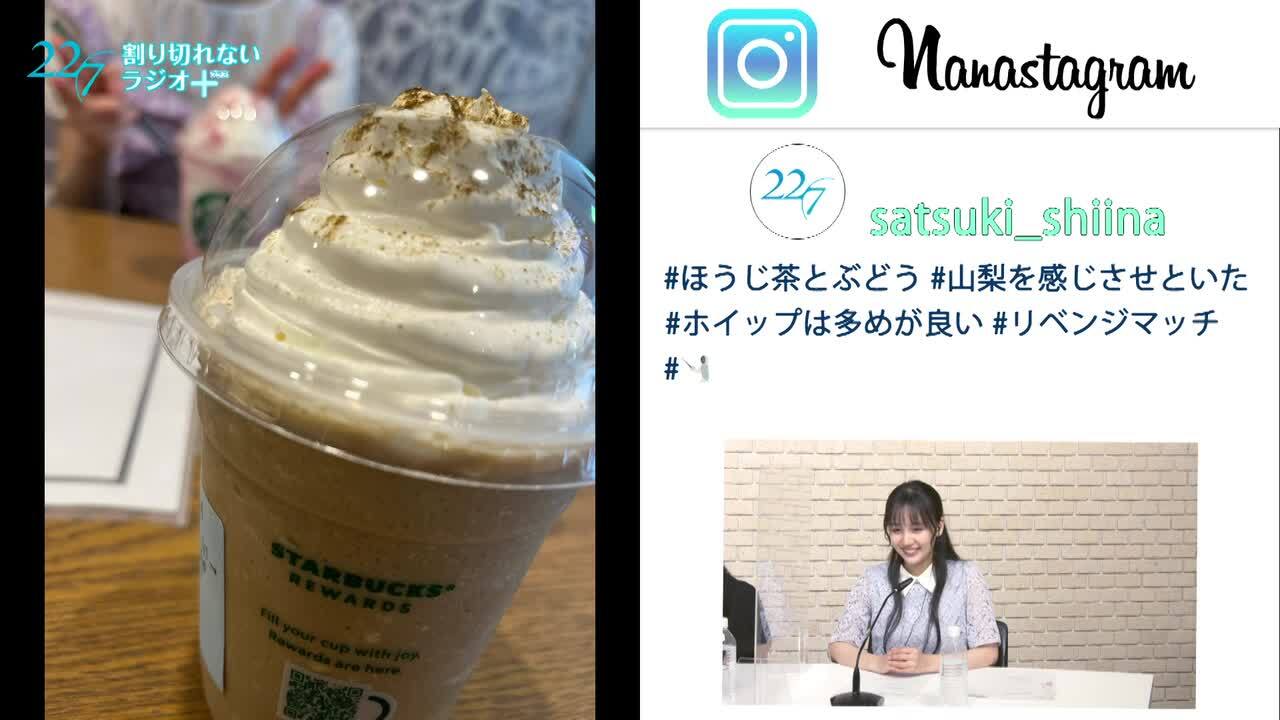 22/7 割り切れない
ラジオ+
STARBUCKS®
REWARDS
Fill your cup with joy
Rewards are here
Nanastagram
22/7
satsuki_shiina
#ほうじ茶とぶどう #山梨を感じさせといた
#ホイップは多めが良い #リベンジマッチ
#